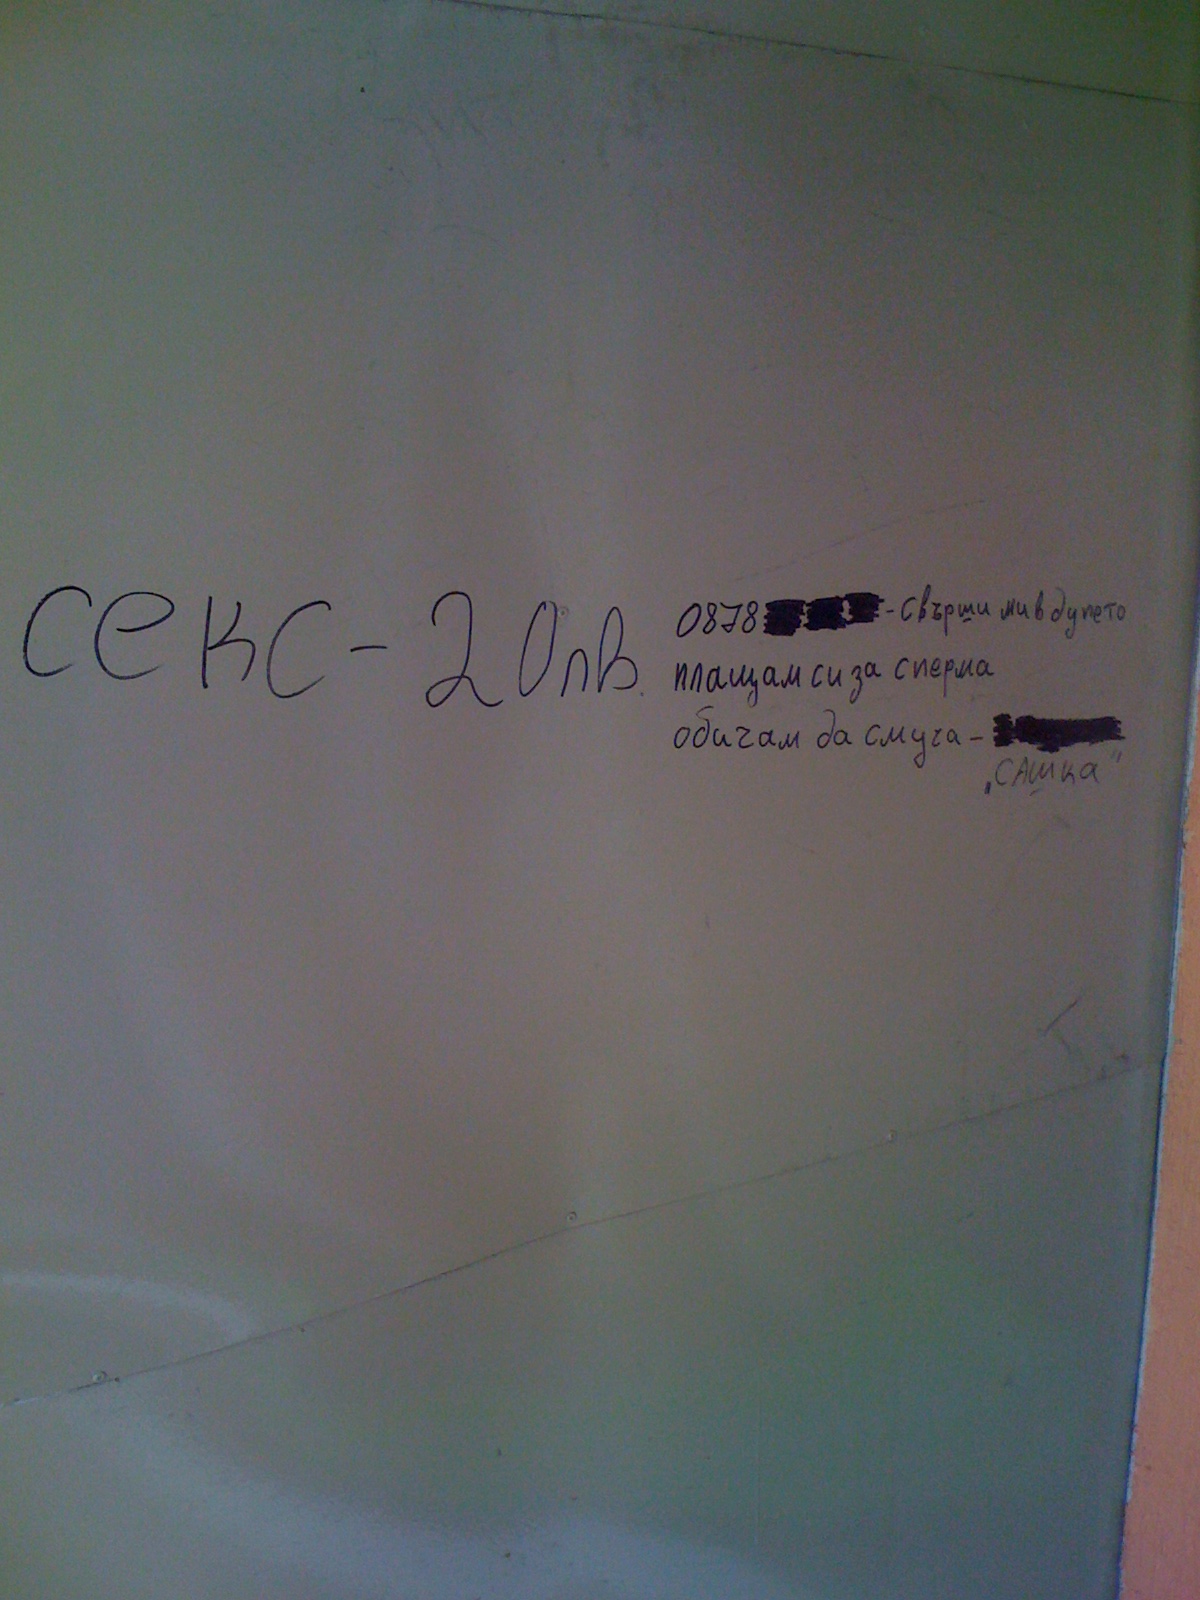 секс - 20лв.
0878 - Свърши ми в дупето
плащам си за сперма
обичам да смуча -
„САШКА"